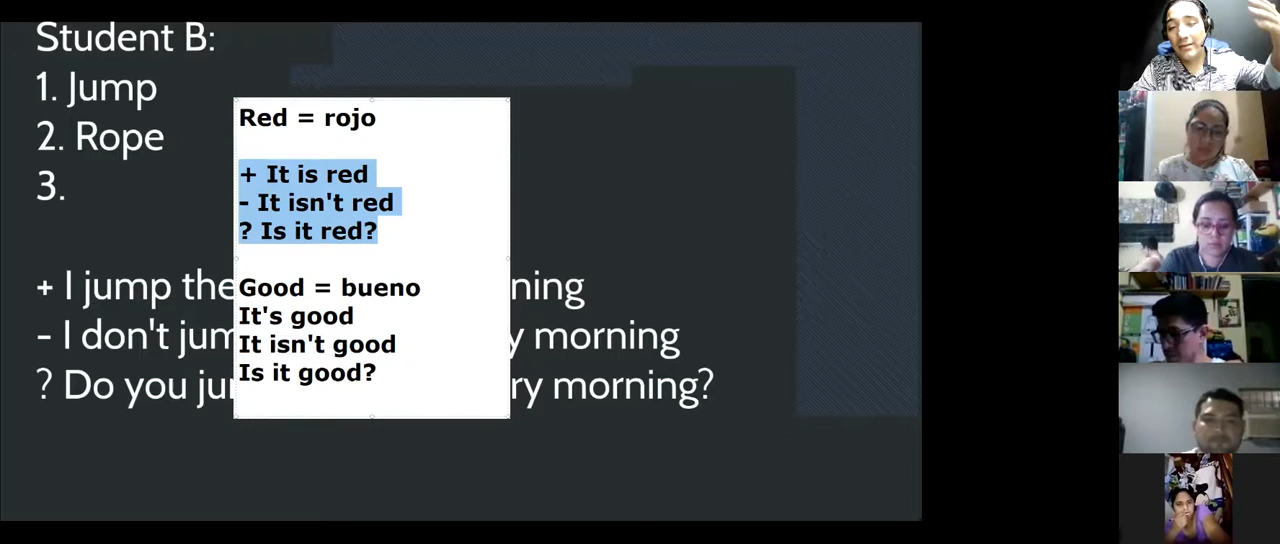 Student B:
1. Jump
2. Rope
3.
Red = rojo
+ It is red
- It isn't red
? Is it red?
Good = bueno
It's good
It isn't good
Is it good?
+ I jump the ning
- I don't jum y morning
? Do you ju ry morning?